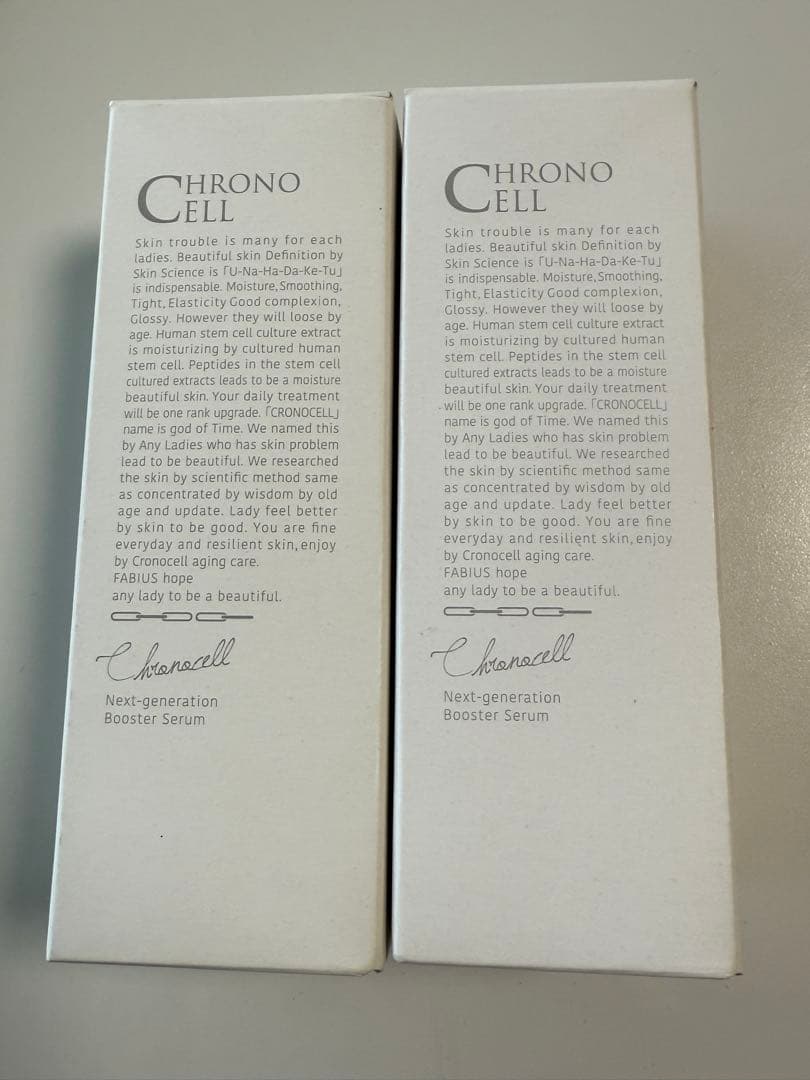 CHRONO
CELL
Skin trouble is many for each
ladies. Beautiful skin Definition by
Skin Science is「U-Na-Ha-Da-Ke-Tu」
is indispensable. Moisture,Smoothing,
Tight, Elasticity Good complexion,
Glossy. However they will loose by
age. Human stem cell culture extract
is moisturizing by cultured human
stem cell. Peptides in the stem cell
cultured extracts leads to be a moisture
beautiful skin. Your daily treatment
will be one rank upgrade.「CRONOCELL」
name is god of Time. We named this
by Any Ladies who has skin problem
lead to be beautiful. We researched
the skin by scientific method same
as concentrated by wisdom by old
age and update. Lady feel better
by skin to be good. You are fine
everyday and resilient skin, enjoy
by Cronocell aging care.
FABIUS hope
any lady to be a beautiful.
Chronocell
Next-generation
Booster Serum
CHRONO
CELL
Skin trouble is many for each
ladies. Beautiful skin Definition by
Skin Science is「U-Na-Ha-Da-Ke-Tu」
is indispensable. Moisture,Smoothing,
Tight, Elasticity Good complexion,
Glossy. However they will loose by
age. Human stem cell culture extract
is moisturizing by cultured human
stem cell. Peptides in the stem cell
cultured extracts leads to be a moisture
beautiful skin. Your daily treatment
will be one rank upgrade.「CRONOCELL」
name is god of Time. We named this
by Any Ladies who has skin problem
lead to be beautiful. We researched
the skin by scientific method same
as concentrated by wisdom by old
age and update. Lady feel better
by skin to be good. You are fine
everyday and resilient skin, enjoy
by Cronocell aging care.
FABIUS hope
any lady to be a beautiful.
Chronocell
Next-generation
Booster Serum